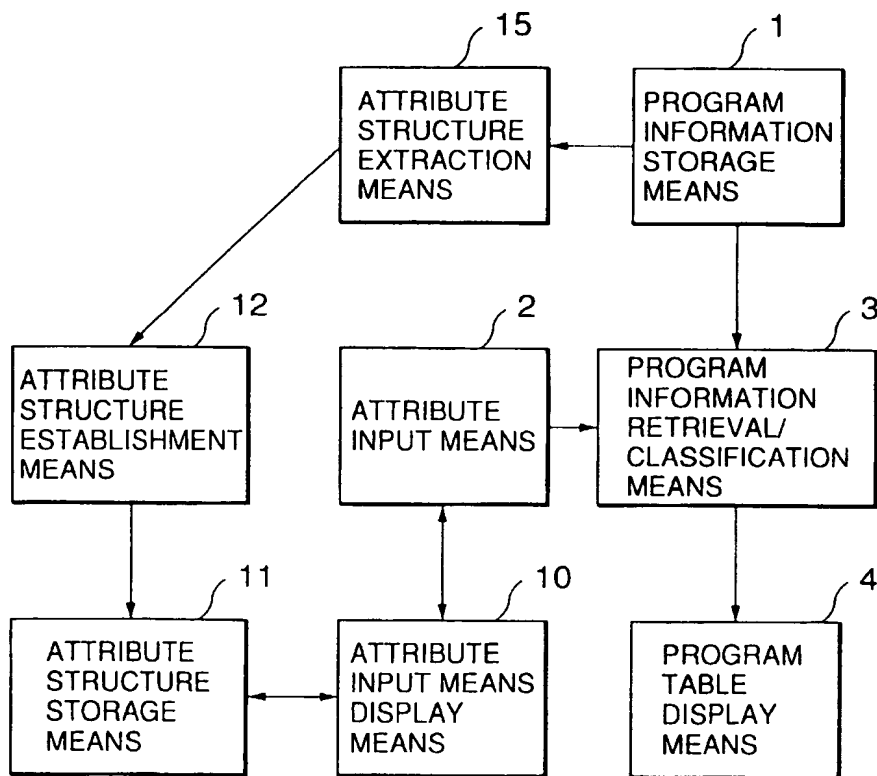 15
ATTRIBUTE
STRUCTURE
EXTRACTION
MEANS
1
PROGRAM
INFORMATION
STORAGE
MEANS
12
ATTRIBUTE
STRUCTURE
ESTABLISHMENT
MEANS
2
ATTRIBUTE
INPUT MEANS
3
PROGRAM
INFORMATION
RETRIEVAL/
CLASSIFICATION
MEANS
11
ATTRIBUTE
STRUCTURE
STORAGE
MEANS
10
ATTRIBUTE
INPUT MEANS
DISPLAY
MEANS
4
PROGRAM
TABLE
DISPLAY
MEANS